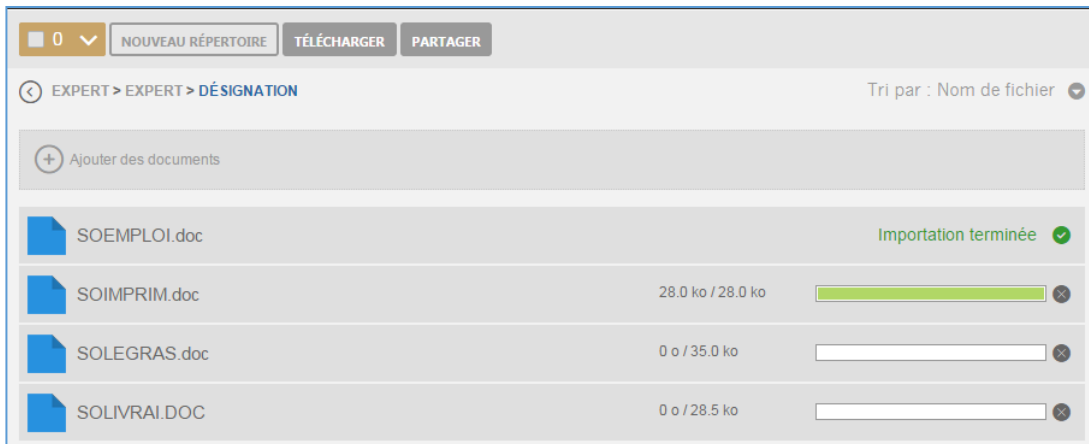 0 NOUVEAU RÉPERTOIRE TÉLÉCHARGER PARTAGER
EXPERT > EXPERT > DÉSIGNATION Tri par : Nom de fichier
Ajouter des documents
SOEMPLOI.doc Importation terminée
SOIMPRIM.doc 28.0 ko / 28.0 ko
SOLEGRAS.doc 0 o / 35.0 ko
SOLIVRAI.DOC 0 o / 28.5 ko